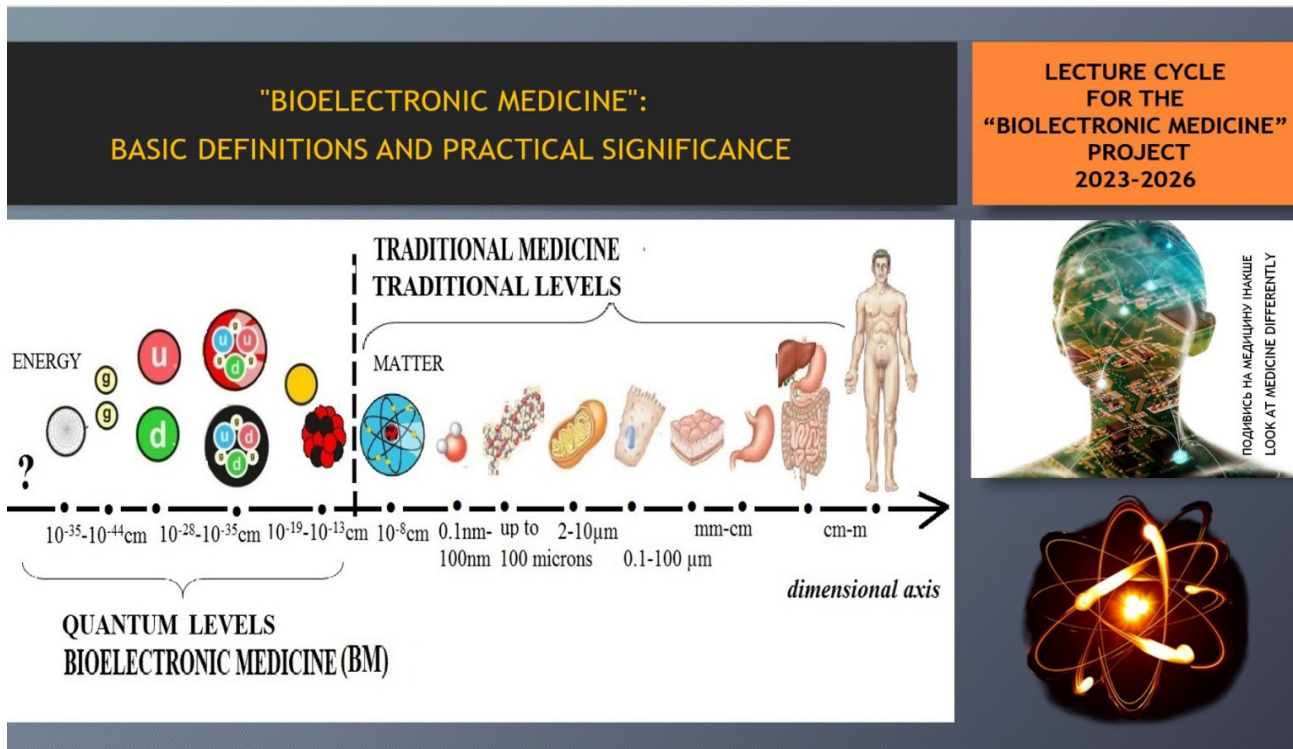 "BIOELECTRONIC MEDICINE":
BASIC DEFINITIONS AND PRACTICAL SIGNIFICANCE
LECTURE CYCLE
FOR THE
“BIOLECTRONIC MEDICINE”
PROJECT
2023-2026
TRADITIONAL MEDICINE
TRADITIONAL LEVELS
ENERGY
MATTER
g
g
u
d
u u d g g g
u d d g g g
?
10⁻³⁵-10⁻⁴⁴cm
10⁻²⁸-10⁻³⁵cm
10⁻¹⁹-10⁻¹³cm
10⁻⁸cm
0.1nm-
100nm
up to
100 microns
2-10µm
0.1-100 µm
mm-cm
cm-m
dimensional axis
QUANTUM LEVELS
BIOELECTRONIC MEDICINE (BM)
ПОДИВИСЬ НА МЕДИЦИНУ ІНАКШЕ
LOOK AT MEDICINE DIFFERENTLY